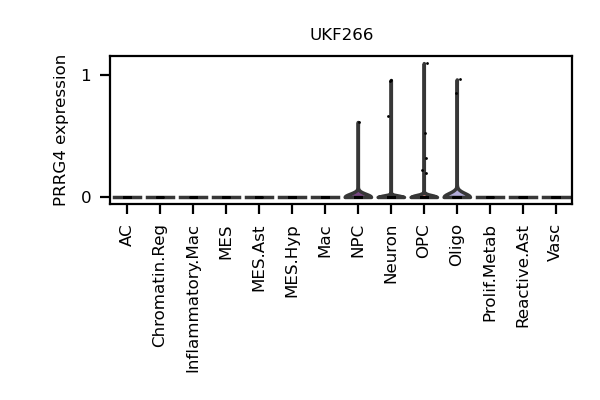 UKF266
PRRG4 expression
1
0
AC
Chromatin.Reg
Inflammatory.Mac
MES
MES.Ast
MES.Hyp
Mac
NPC
Neuron
OPC
Oligo
Prolif.Metab
Reactive.Ast
Vasc